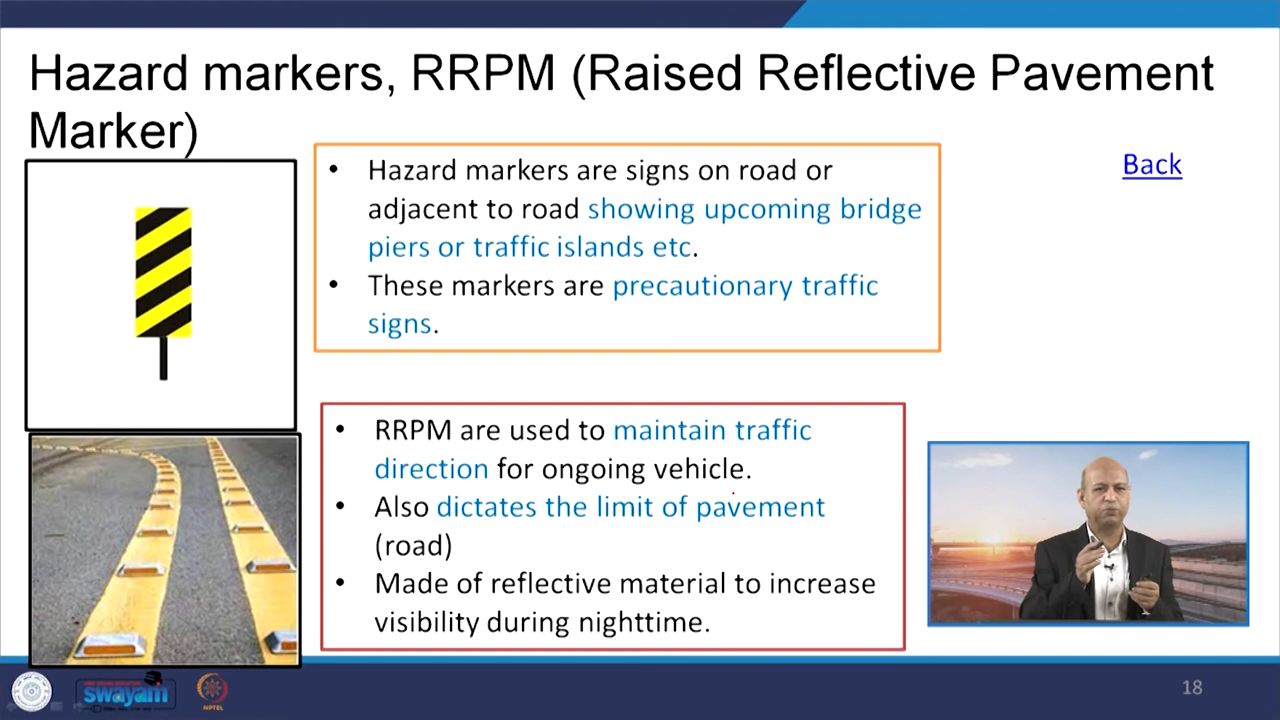 Hazard markers, RRPM (Raised Reflective Pavement
Marker)
• Hazard markers are signs on road or
adjacent to road showing upcoming bridge
piers or traffic islands etc.
• These markers are precautionary traffic
signs.
Back
• RRPM are used to maintain traffic
direction for ongoing vehicle.
• Also dictates the limit of pavement
(road)
• Made of reflective material to increase
visibility during nighttime.
swayam
NPTEL
18